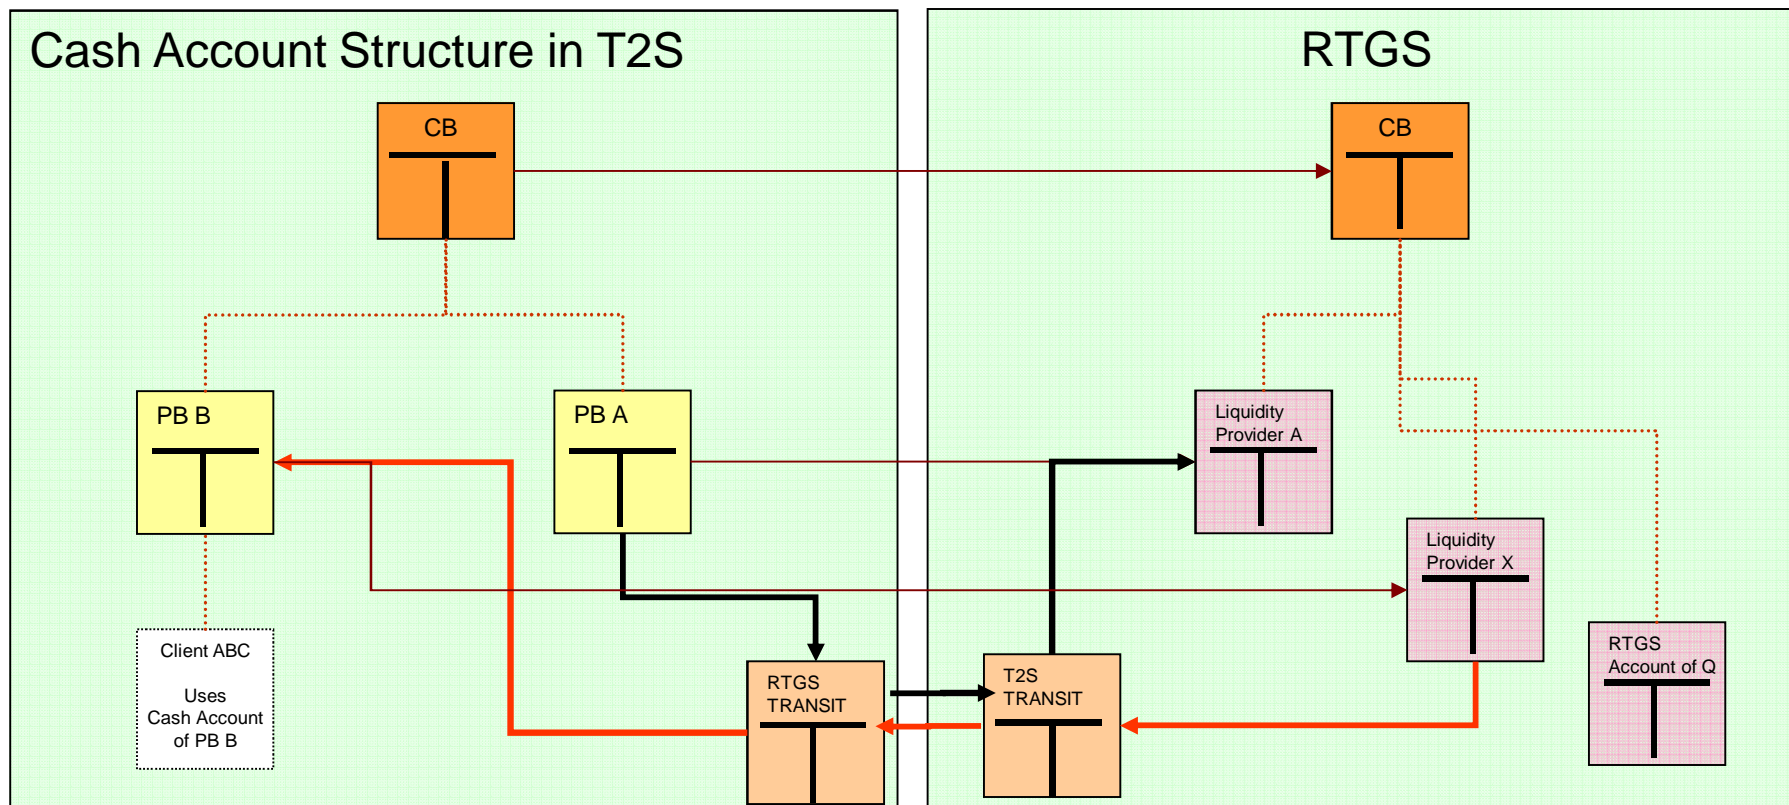 Cash Account Structure in T2S
RTGS
CB
CB
PB B
PB A
Liquidity
Provider A
Liquidity
Provider X
Client ABC
Uses
Cash Account
of PB B
RTGS
TRANSIT
T2S
TRANSIT
RTGS
Account of Q